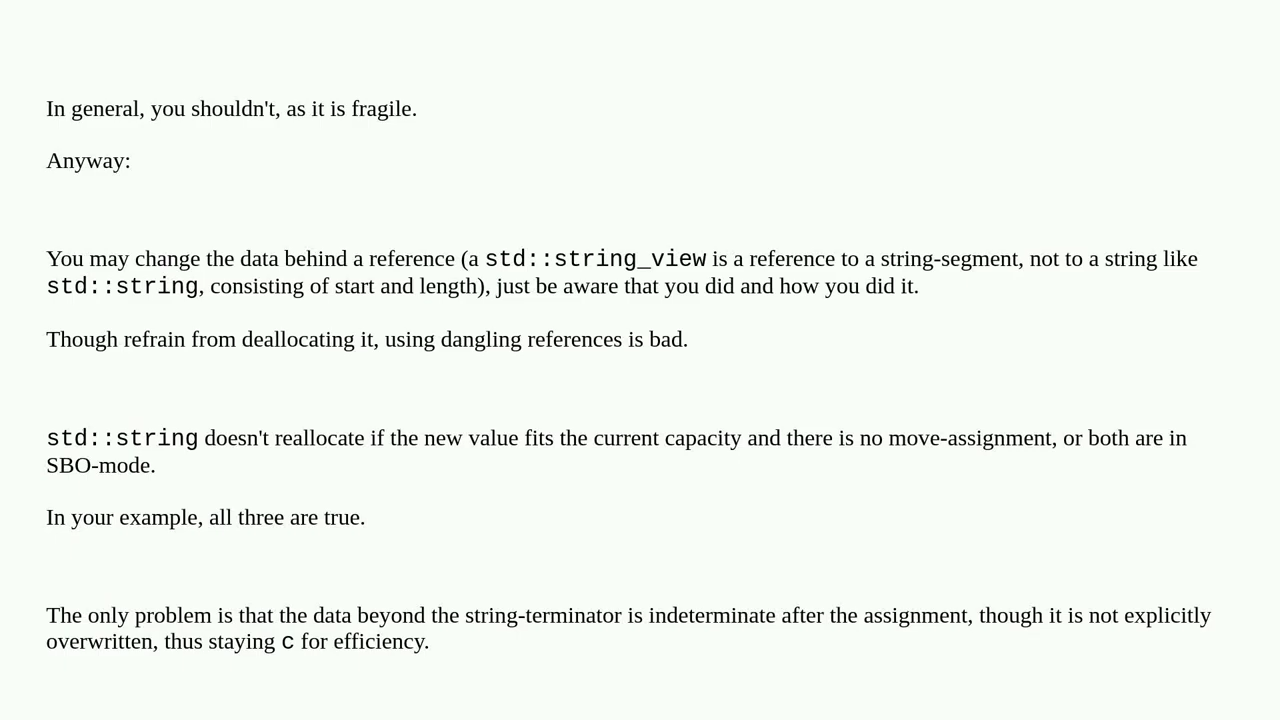 In general, you shouldn't, as it is fragile.
Anyway:
You may change the data behind a reference (a std::string_view is a reference to a string-segment, not to a string like
std::string, consisting of start and length), just be aware that you did and how you did it.
Though refrain from deallocating it, using dangling references is bad.
std::string doesn't reallocate if the new value fits the current capacity and there is no move-assignment, or both are in
SBO-mode.
In your example, all three are true.
The only problem is that the data beyond the string-terminator is indeterminate after the assignment, though it is not explicitly
overwritten, thus staying c for efficiency.